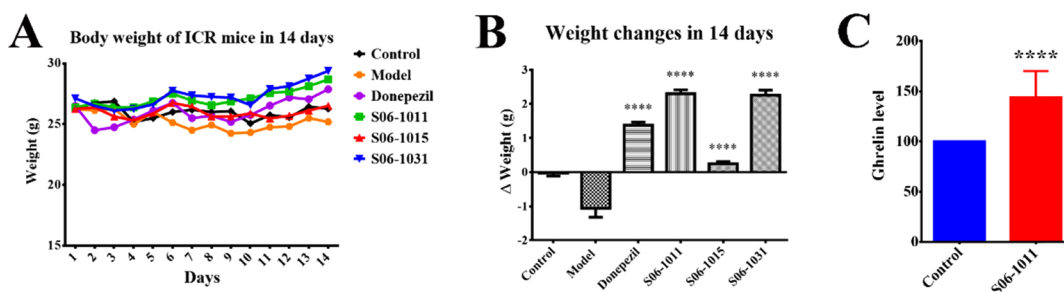 A
Body weight of ICR mice in 14 days
30
25
20
15
Weight (g)
1 2 3 4 5 6 7 8 9 10 11 12 13 14
Days
Control
Model
Donepezil
S06-1011
S06-1015
S06-1031
B
Weight changes in 14 days
3
2
1
0
-1
-2
Δ Weight (g)
**** **** **** ****
Control Model Donepezil S06-1011 S06-1015 S06-1031
C
200
150
100
50
0
Ghrelin level
****
Control S06-1011